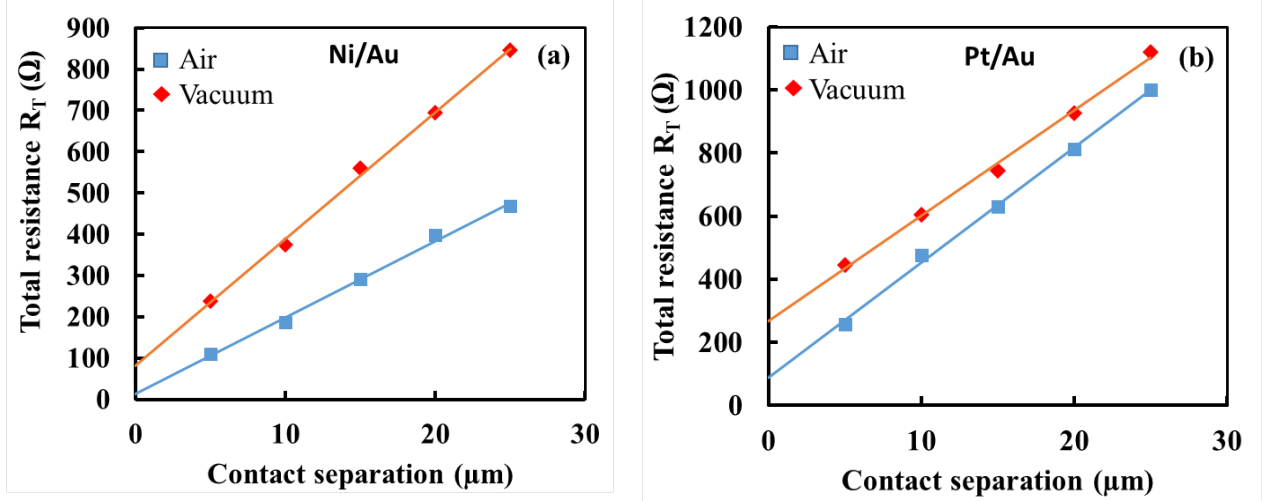 Total resistance R_T (Ω)
900
800
700
600
500
400
300
200
100
0
Air
Vacuum
Ni/Au
(a)
0
10
20
30
Contact separation (μm)
Total resistance R_T (Ω)
1200
1000
800
600
400
200
0
Air
Vacuum
Pt/Au
(b)
0
10
20
30
Contact separation (μm)